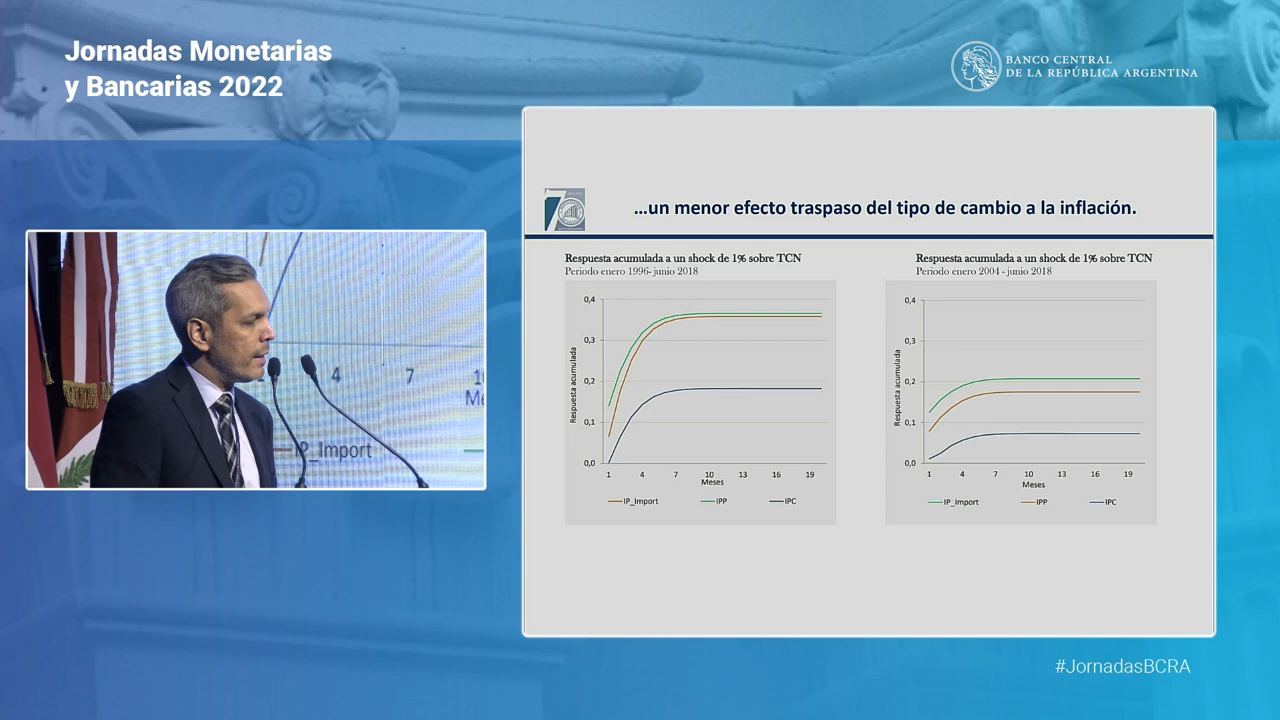 Jornadas Monetarias
y Bancarias 2022
BANCO CENTRAL
DE LA REPÚBLICA ARGENTINA
...un menor efecto traspaso del tipo de cambio a la inflación.
Respuesta acumulada a un shock de 1% sobre TCN
Periodo enero 1996- junio 2018
0,4
0,3
0,2
0,1
0,0
Respuesta acumulada
1 4 7 10 13 16 19
Meses
IP_Import IPP IPC
Respuesta acumulada a un shock de 1% sobre TCN
Periodo enero 2004 - junio 2018
0,4
0,3
0,2
0,1
0,0
Respuesta acumulada
1 4 7 10 13 16 19
Meses
IP_Import IPP IPC
4 7
IP_Import
#JornadasBCRA